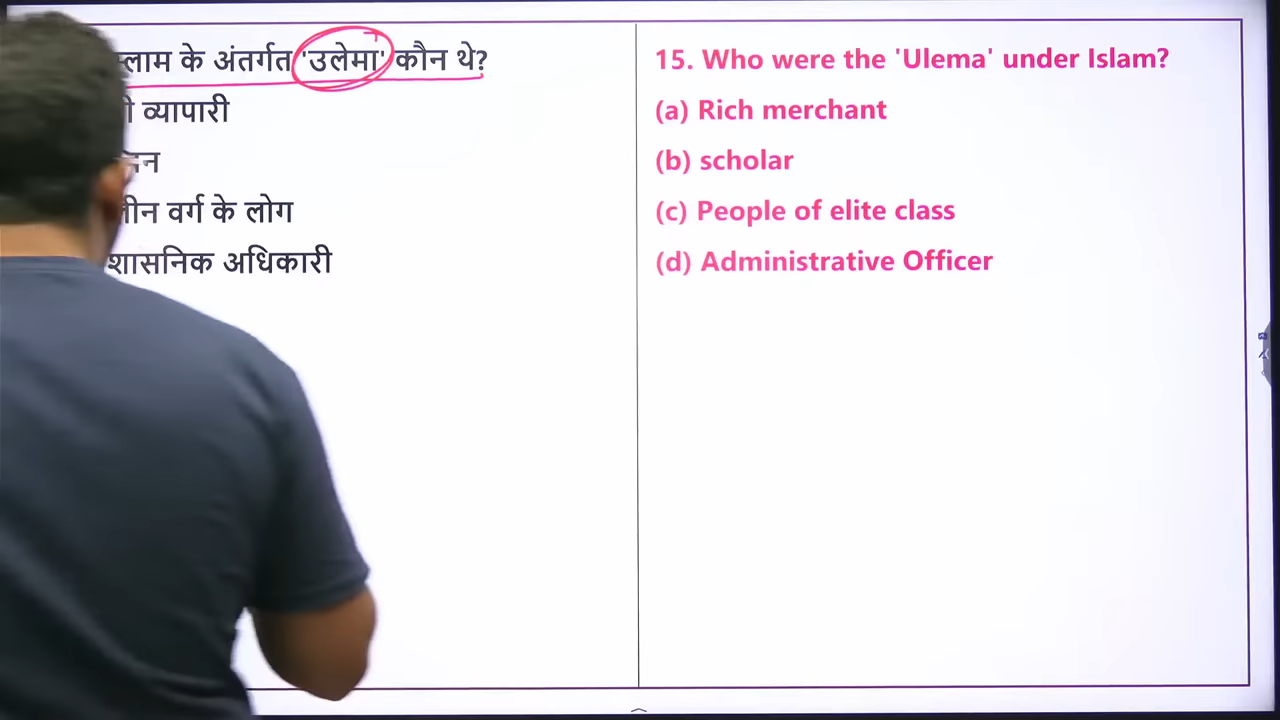 के अंतर्गत 'उलेमा' कौन थे?
व्यापारी
वर्ग के लोग
अधिकारी
15. Who were the 'Ulema' under Islam?
(a) Rich merchant
(b) scholar
(c) People of elite class
(d) Administrative Officer